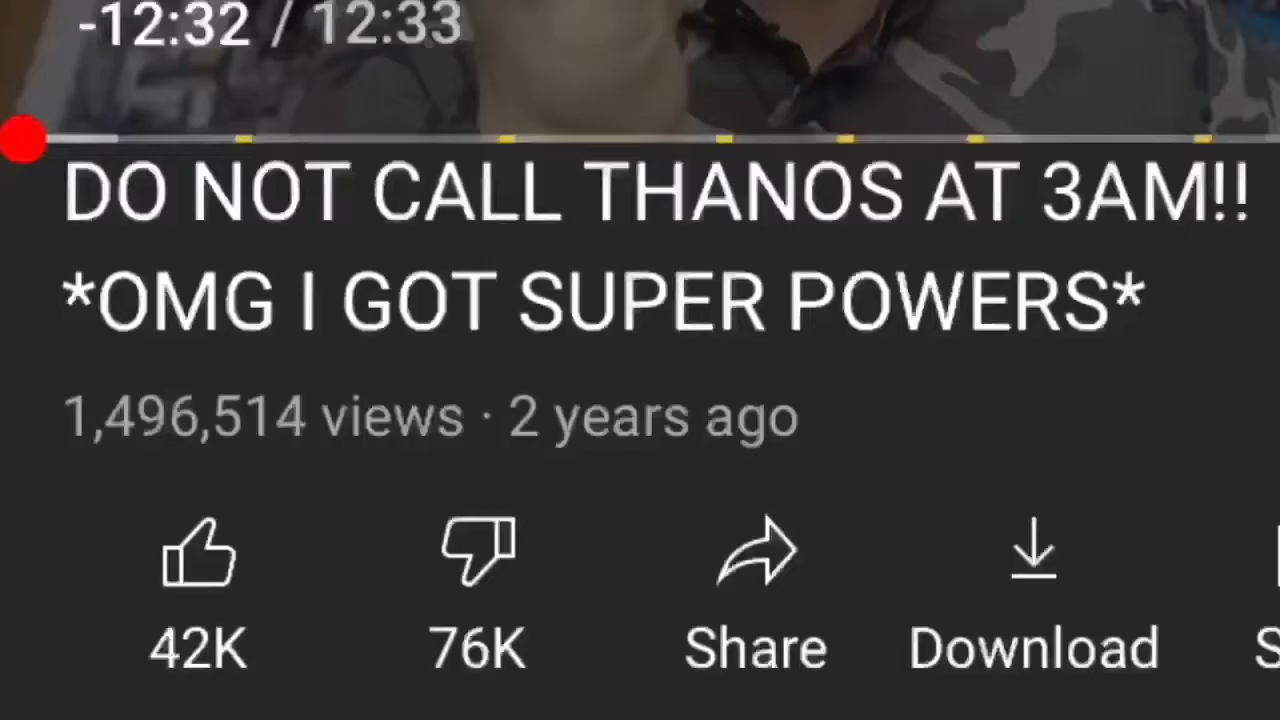 -12:32 / 12:33
DO NOT CALL THANOS AT 3AM!!
*OMG I GOT SUPER POWERS*
1,496,514 views · 2 years ago
42K 76K Share Download S